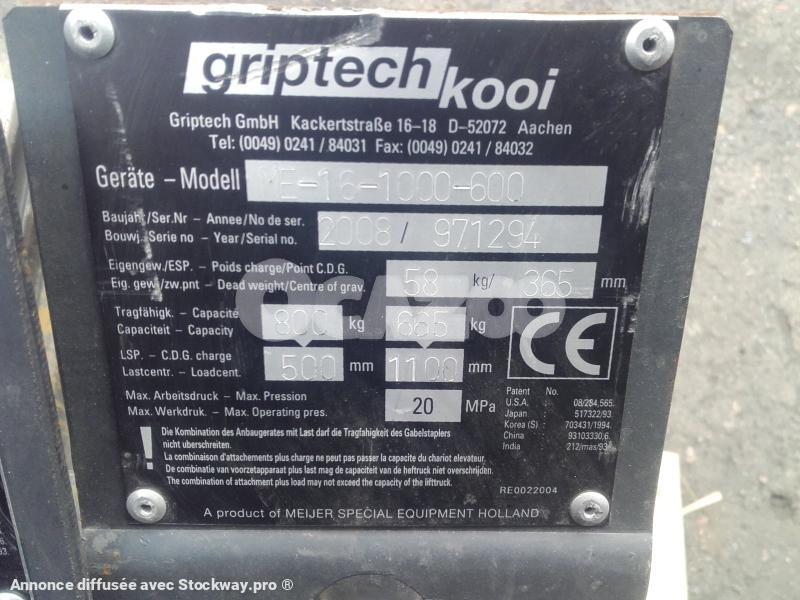 griptech kooi
Griptech GmbH Kackertstraße 16-18 D-52072 Aachen
Tel: (0049) 0241 / 84031 Fax: (0049) 0241 / 84032
Geräte - Modell VE-16-1000-600
Baujahr/Ser.Nr - Annee/No de ser.
Bouwj./Serie no - Year/Serial no. 2008 / 971294
Eigengew./ESP. - Poids charge/Point C.D.G.
Eig. gew./zw.pnt - Dead weight/Centre of grav. 58 kg/ 365 mm
Tragfähigk. - Capacité
Capaciteit - Capacity 800 kg 665 kg
LSP. - C.D.G. charge
Lastcentr. - Loadcent. 500 mm 1100 mm
Max. Arbeitsdruck - Max. Pression
Max. Werkdruk. - Max. Operating pres. 20 MPa
CE
Patent No.
U.S.A. : 08/284,565.
Japan : 517322/93.
Korea (S) : 703431/1994.
China : 93103330,6.
India : 212/mas/93
! Die Kombination des Anbaugerates mit Last darf die Tragfähigkeit des Gabelstaplers
nicht uberschreiten.
La combinaison d'attachements plus charge ne peut pas passer la capacite du chariot elevateur.
De combinatie van voorzetapparaat plus last mag de capaciteit van de heftruck niet overschrijden.
The combination of attachment plus load may not exceed the capacity of the lifttruck.
RE0022004
A product of MEIJER SPECIAL EQUIPMENT HOLLAND
OCAZOO
Annonce diffusée avec Stockway.pro ®